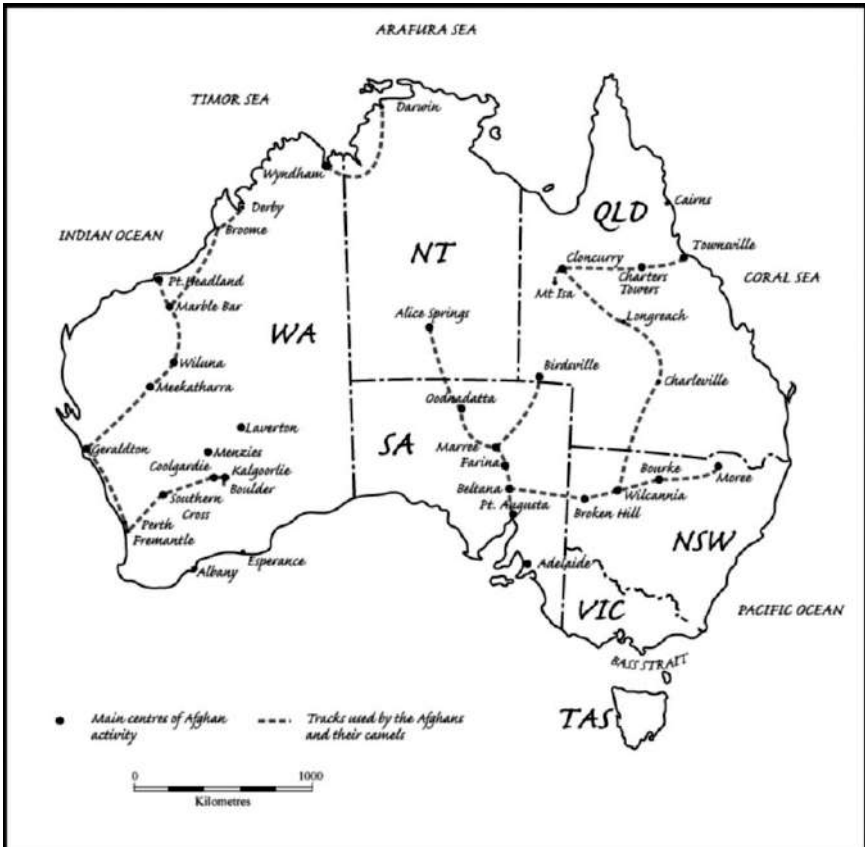 ARAFURA SEA
TIMOR SEA
Darwin
Wyndham
Derby
Broome
Cairns
QLD
INDIAN OCEAN
NT
Townsville
Cloncurry
Charters
Towers
CORAL SEA
Pt. Headland
Mt Isa
Marble Bar
Alice Springs
Longreach
WA
Wiluna
Birdsville
Meekatharra
Charleville
Oodnadatta
Laverton
SA
Marree
Geraldton
Menzies
Farina
Coolgardie
Kalgoorlie
Boulder
Bourke
Moree
Beltana
Wilcannia
Southern
Cross
Pt. Augusta
Broken Hill
Perth
Fremantle
NSW
Esperance
Albany
Adelaide
VIC
PACIFIC OCEAN
BASS STRAIT
TAS
Main centres of Afghan
activity
Tracks used by the Afghans
and their camels
0
1000
Kilometres